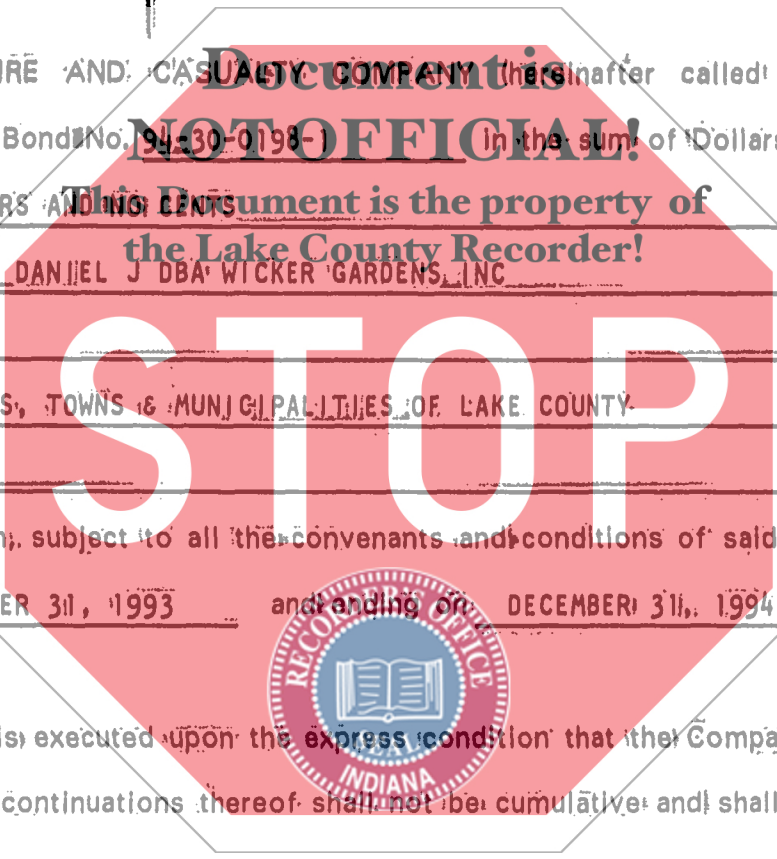 IRE AND CASUALTY COMPANY (hereinafter called
Document is
Bond No. 94-30-0198-1 in the sum of Dollars
NOT OFFICIAL!
RS AND NO CENTS
This Document is the property of
the Lake County Recorder!
DANIEL J DBA WICKER GARDENS, INC
STOP
S, TOWNS & MUNICIPALITIES OF LAKE COUNTY
n, subject to all the convenants and conditions of said
ER 31, 1993 and ending on DECEMBER 31, 1994
RECORDER'S OFFICE
SEAL
INDIANA
is executed upon the express condition that the Compa
continuations thereof shall not be cumulative and shall